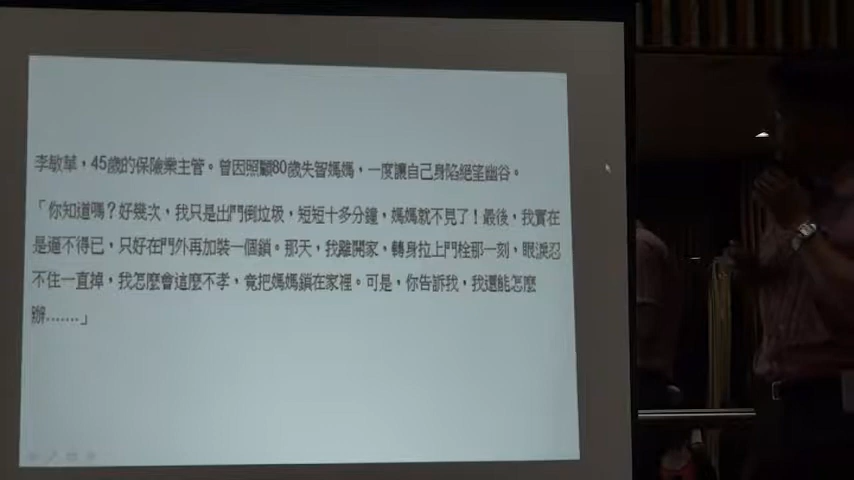 李敏華，45歲的保險業主管。曾因照顧80歲失智媽媽，一度讓自己身陷絕望幽谷。
「你知道嗎？好幾次，我只是出門倒垃圾，短短十多分鐘，媽媽就不見了！最後，我實在
是逼不得已，只好在門外再加裝一個鎖。那天，我離開家，轉身拉上門栓那一刻，眼淚忍
不住一直掉，我怎麼會這麼不孝，竟把媽媽鎖在家裡。可是，你告訴我，我還能怎麼
辦.......」